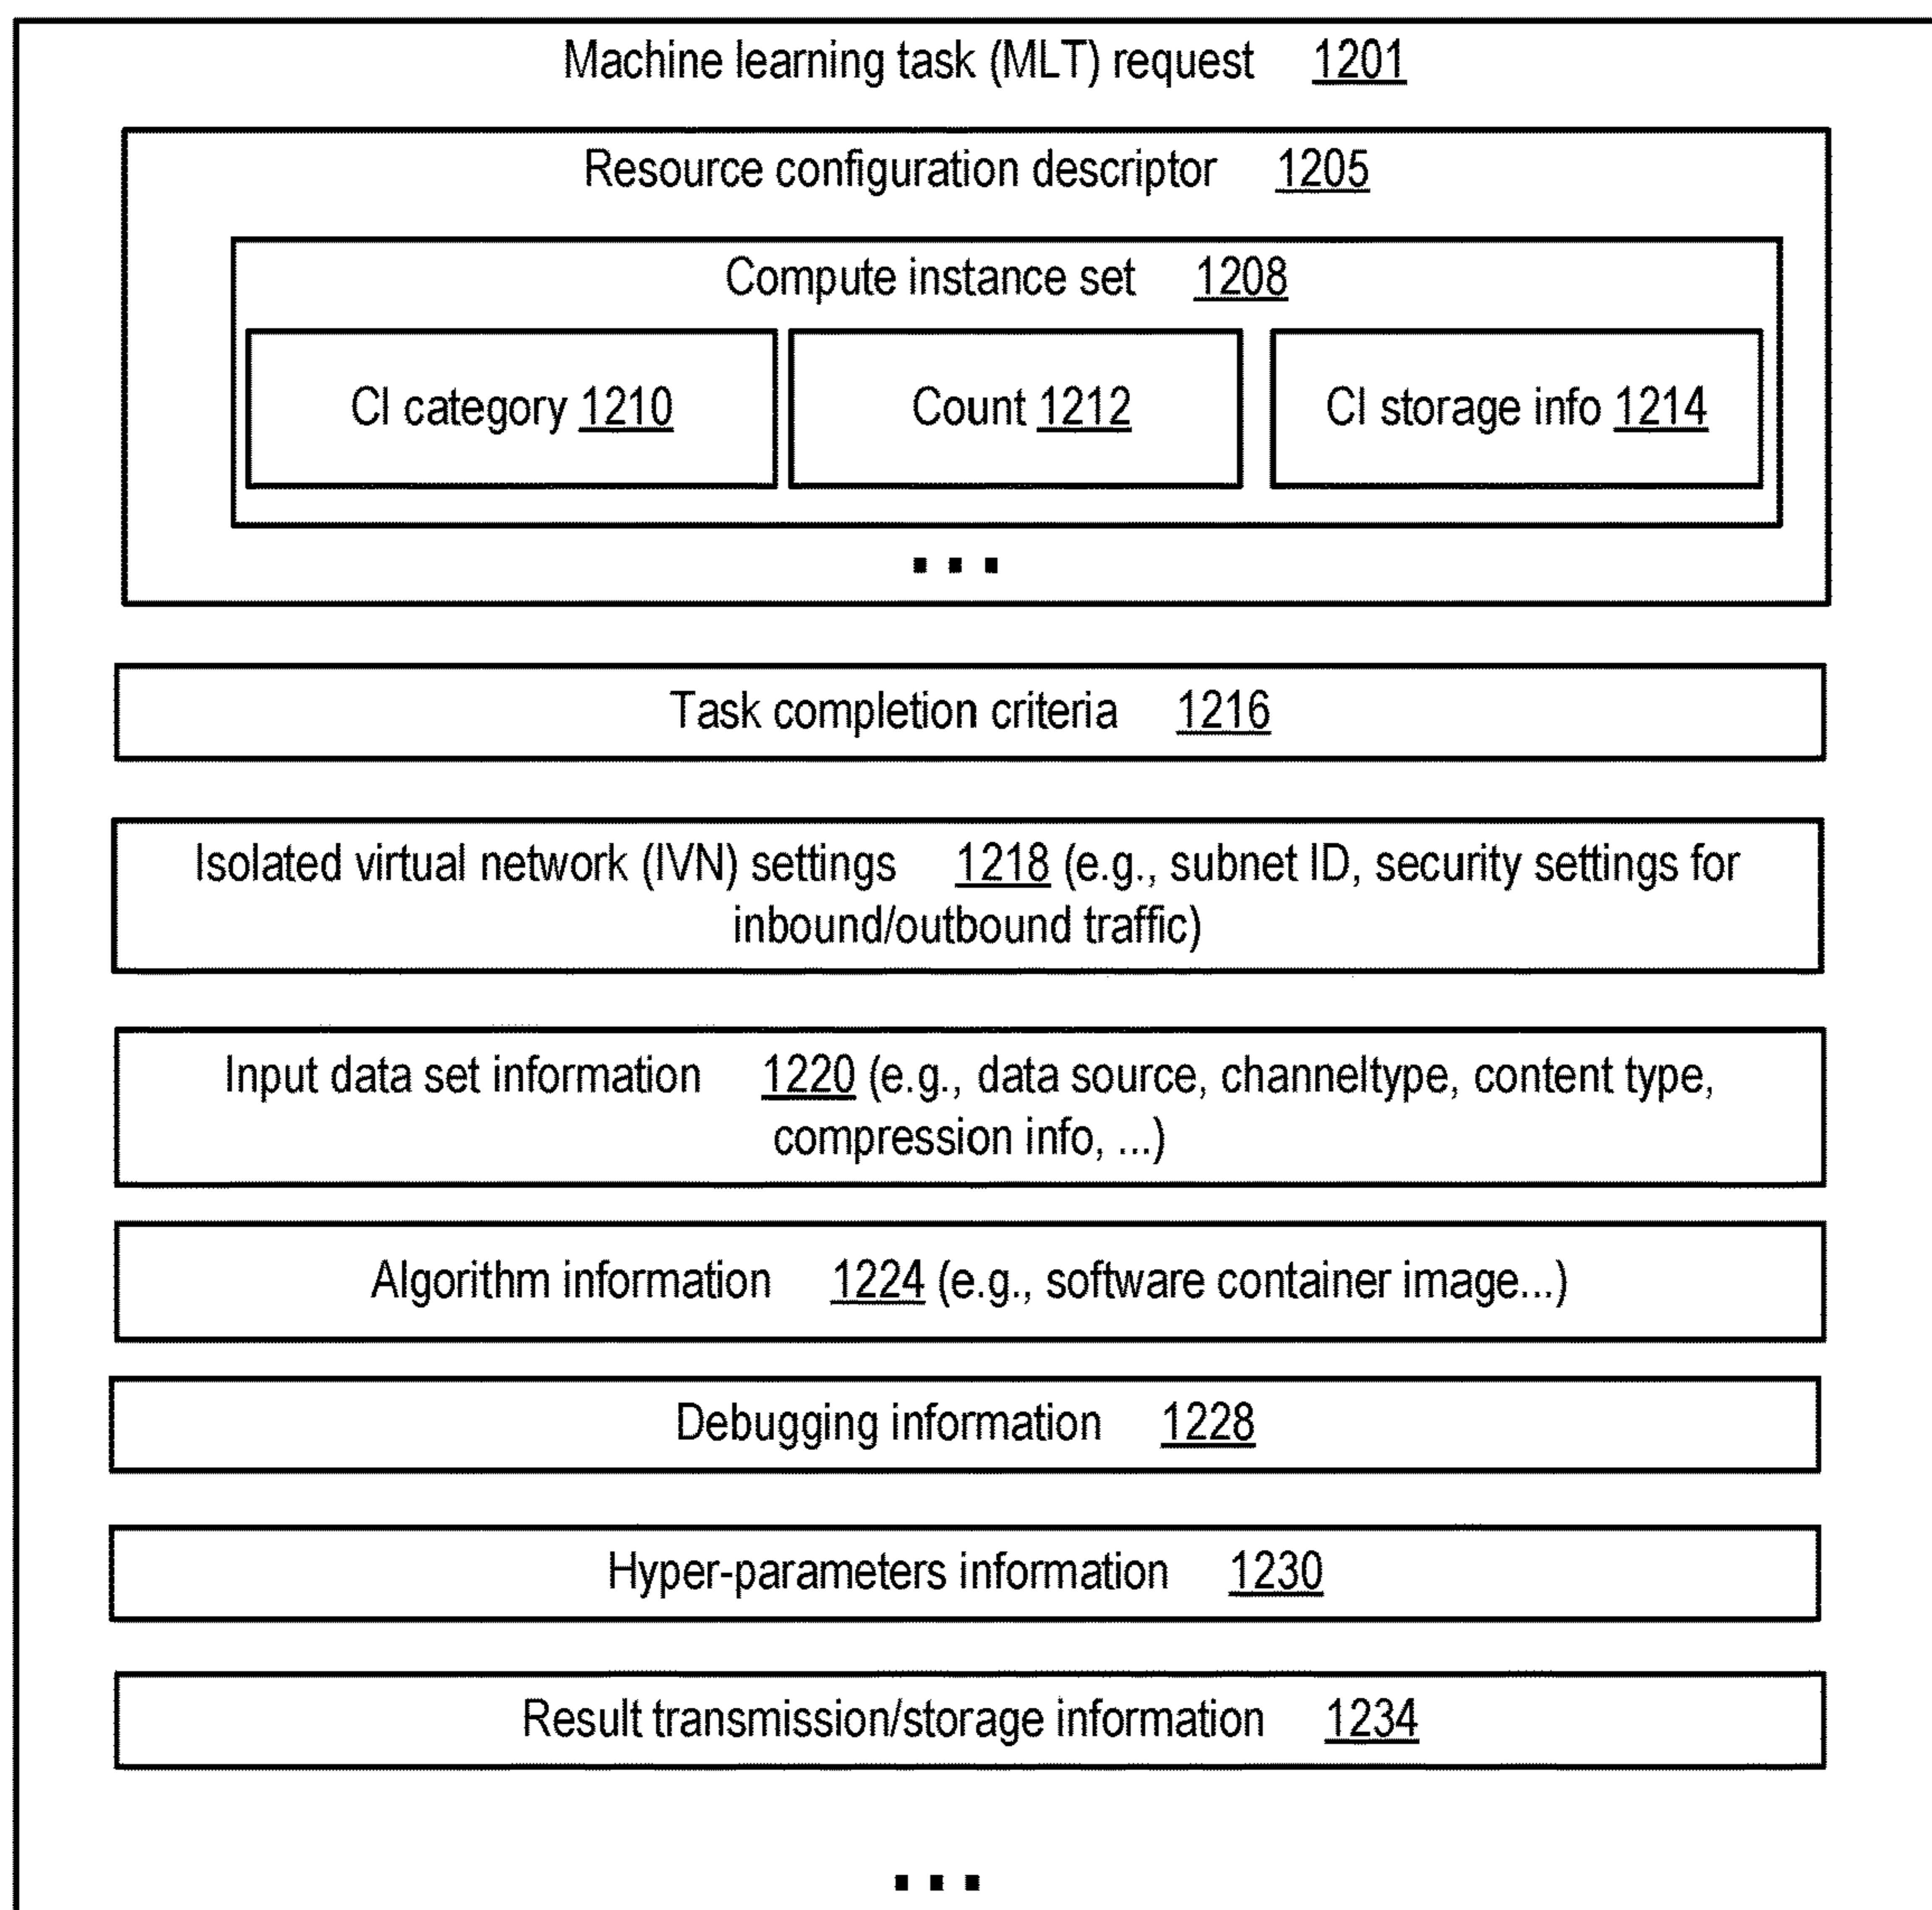 Machine learning task (MLT) request 1201
Resource configuration descriptor 1205
Compute instance set 1208
CI category 1210
Count 1212
CI storage info 1214
...
Task completion criteria 1216
Isolated virtual network (IVN) settings 1218 (e.g., subnet ID, security settings for
inbound/outbound traffic)
Input data set information 1220 (e.g., data source, channeltype, content type,
compression info, ...)
Algorithm information 1224 (e.g., software container image...)
Debugging information 1228
Hyper-parameters information 1230
Result transmission/storage information 1234
...